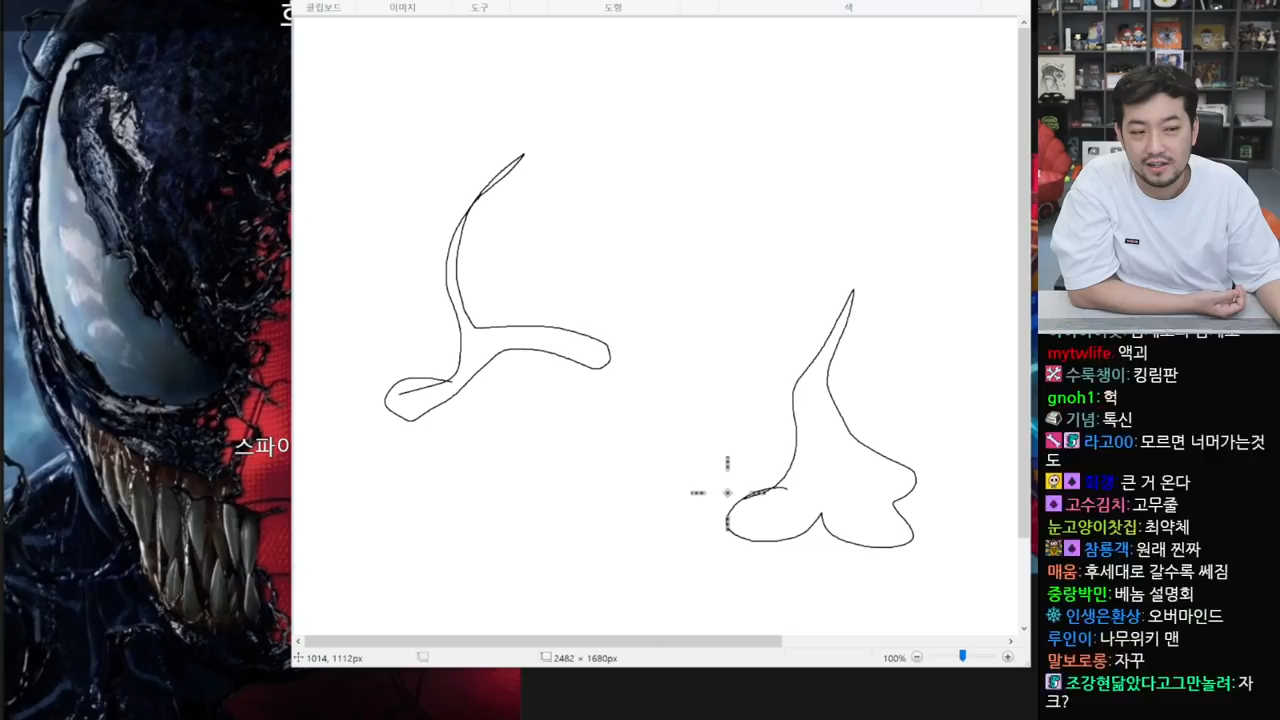 클립보드
이미지
도구
도형
색
스파이
1014, 1112px
2482 × 1680px
100%
mytwlife: 액괴
수룩챙이: 킹림판
gnoh1: 헉
기념: 톡신
라고00: 모르면 너머가는것
도
최갱: 큰 거 온다
고수김치: 고무줄
눈고양이찻집: 최약체
참룡객: 원래 찐짜
매움: 후세대로 갈수록 쎄짐
중랑박민: 베놈 설명회
인생은환상: 오버마인드
루인이: 나무위키 맨
말보로롱: 자꾸
조강현닮았다고그만놀려: 자
크?